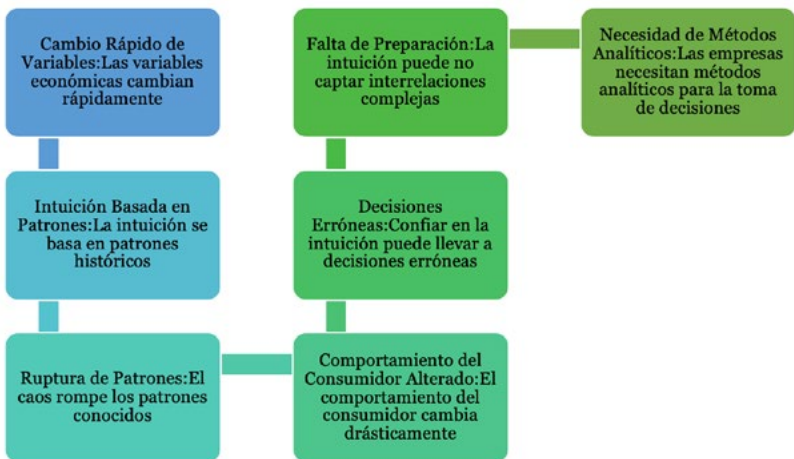 Cambio Rápido de
Variables:Las variables
económicas cambian
rápidamente
Intuición Basada en
Patrones:La intuición se
basa en patrones
históricos
Ruptura de Patrones:El
caos rompe los patrones
conocidos
Comportamiento del
Consumidor Alterado:El
comportamiento del
consumidor cambia
drásticamente
Decisiones
Erróneas:Confiar en la
intuición puede llevar a
decisiones erróneas
Falta de Preparación:La
intuición puede no
captar interrelaciones
complejas
Necesidad de Métodos
Analíticos:Las empresas
necesitan métodos
analíticos para la toma
de decisiones